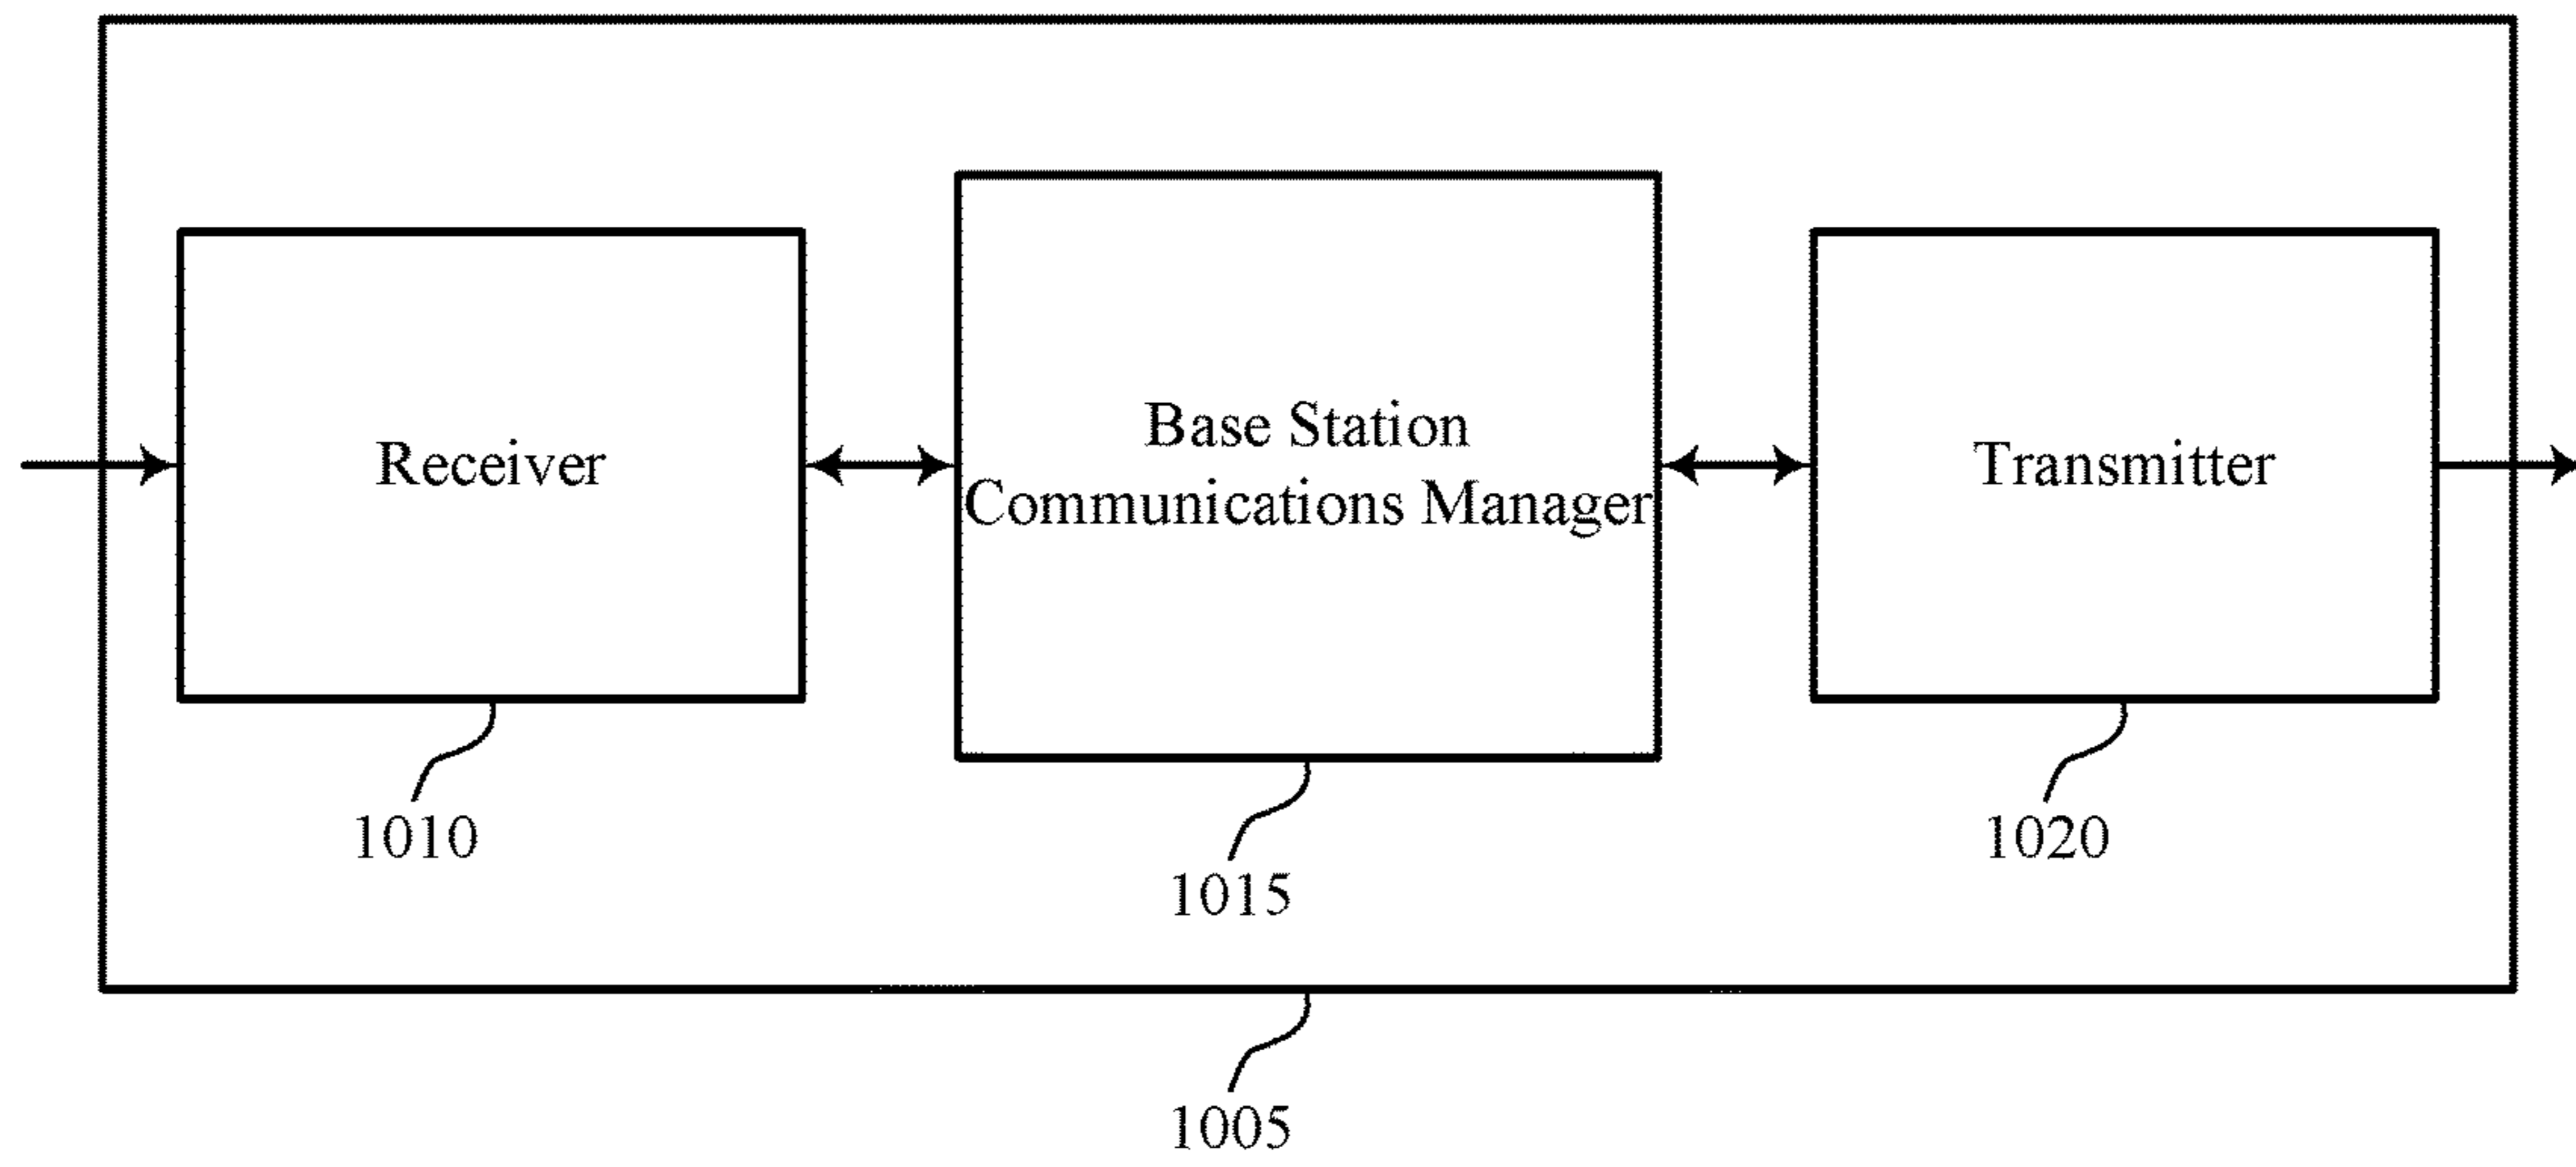 Receiver
Base Station
Communications Manager
Transmitter
1010
1015
1020
1005